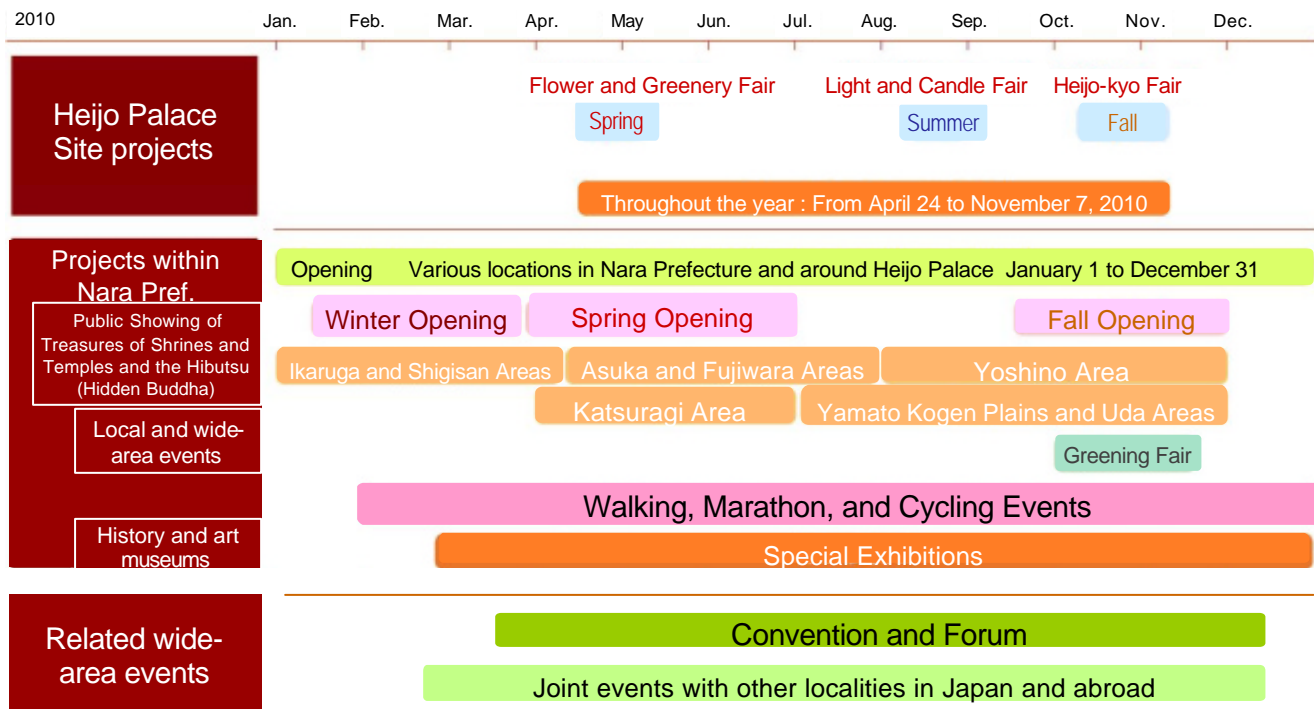 2010 Jan. Feb. Mar. Apr. May Jun. Jul. Aug. Sep. Oct. Nov. Dec.
Heijo Palace
Site projects
Flower and Greenery Fair Light and Candle Fair Heijo-kyo Fair
Spring Summer Fall
Throughout the year : From April 24 to November 7, 2010
Projects within
Nara Pref.
Opening Various locations in Nara Prefecture and around Heijo Palace January 1 to December 31
Public Showing of
Treasures of Shrines and
Temples and the Hibutsu
(Hidden Buddha)
Winter Opening Spring Opening Fall Opening
Ikaruga and Shigisan Areas Asuka and Fujiwara Areas Yoshino Area
Katsuragi Area Yamato Kogen Plains and Uda Areas
Local and wide-
area events
Greening Fair
Walking, Marathon, and Cycling Events
History and art
museums
Special Exhibitions
Related wide-
area events
Convention and Forum
Joint events with other localities in Japan and abroad